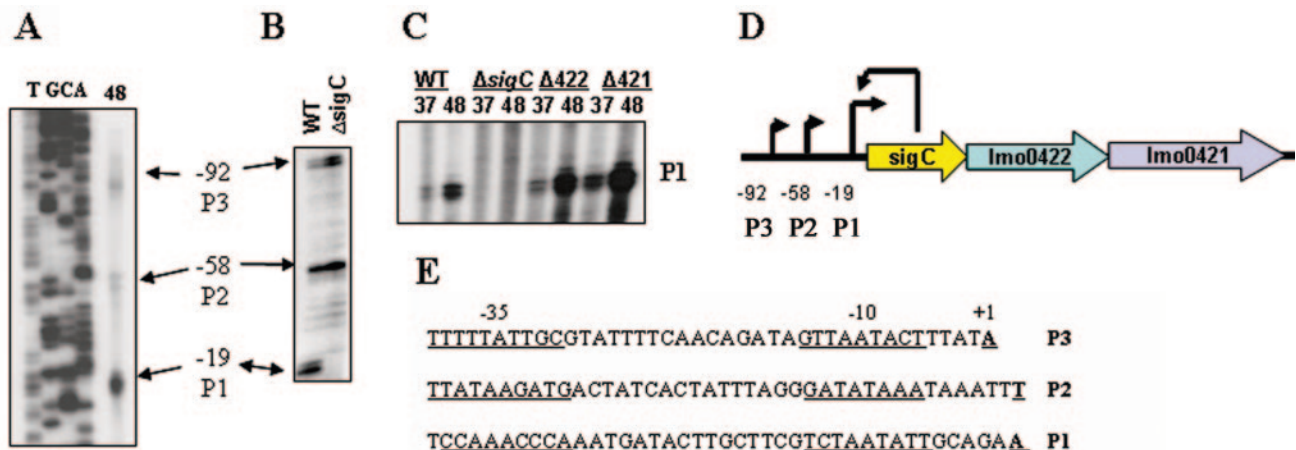 A
T GCA 48
-92
P3
-58
P2
-19
P1
B
WT
ΔsigC
C
WT ΔsigC Δ422 Δ421
37 48 37 48 37 48 37 48
P1
D
sigC lmo0422 lmo0421
-92 -58 -19
P3 P2 P1
E
-35 -10 +1
TTTTTATTGCGTATTTTCAACAGATAGTTAATACTTTATA P3
TTATAAGATGACTATCACTATTTAGGGATATAAATAAATTT P2
TCCAAACCCAAATGATACTTGCTTCGTCTAATATTGCAGAA P1